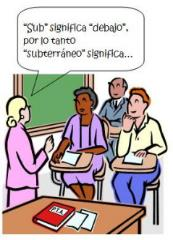 "Sub" significa "debajo",
por lo tanto
"subterráneo" significa...